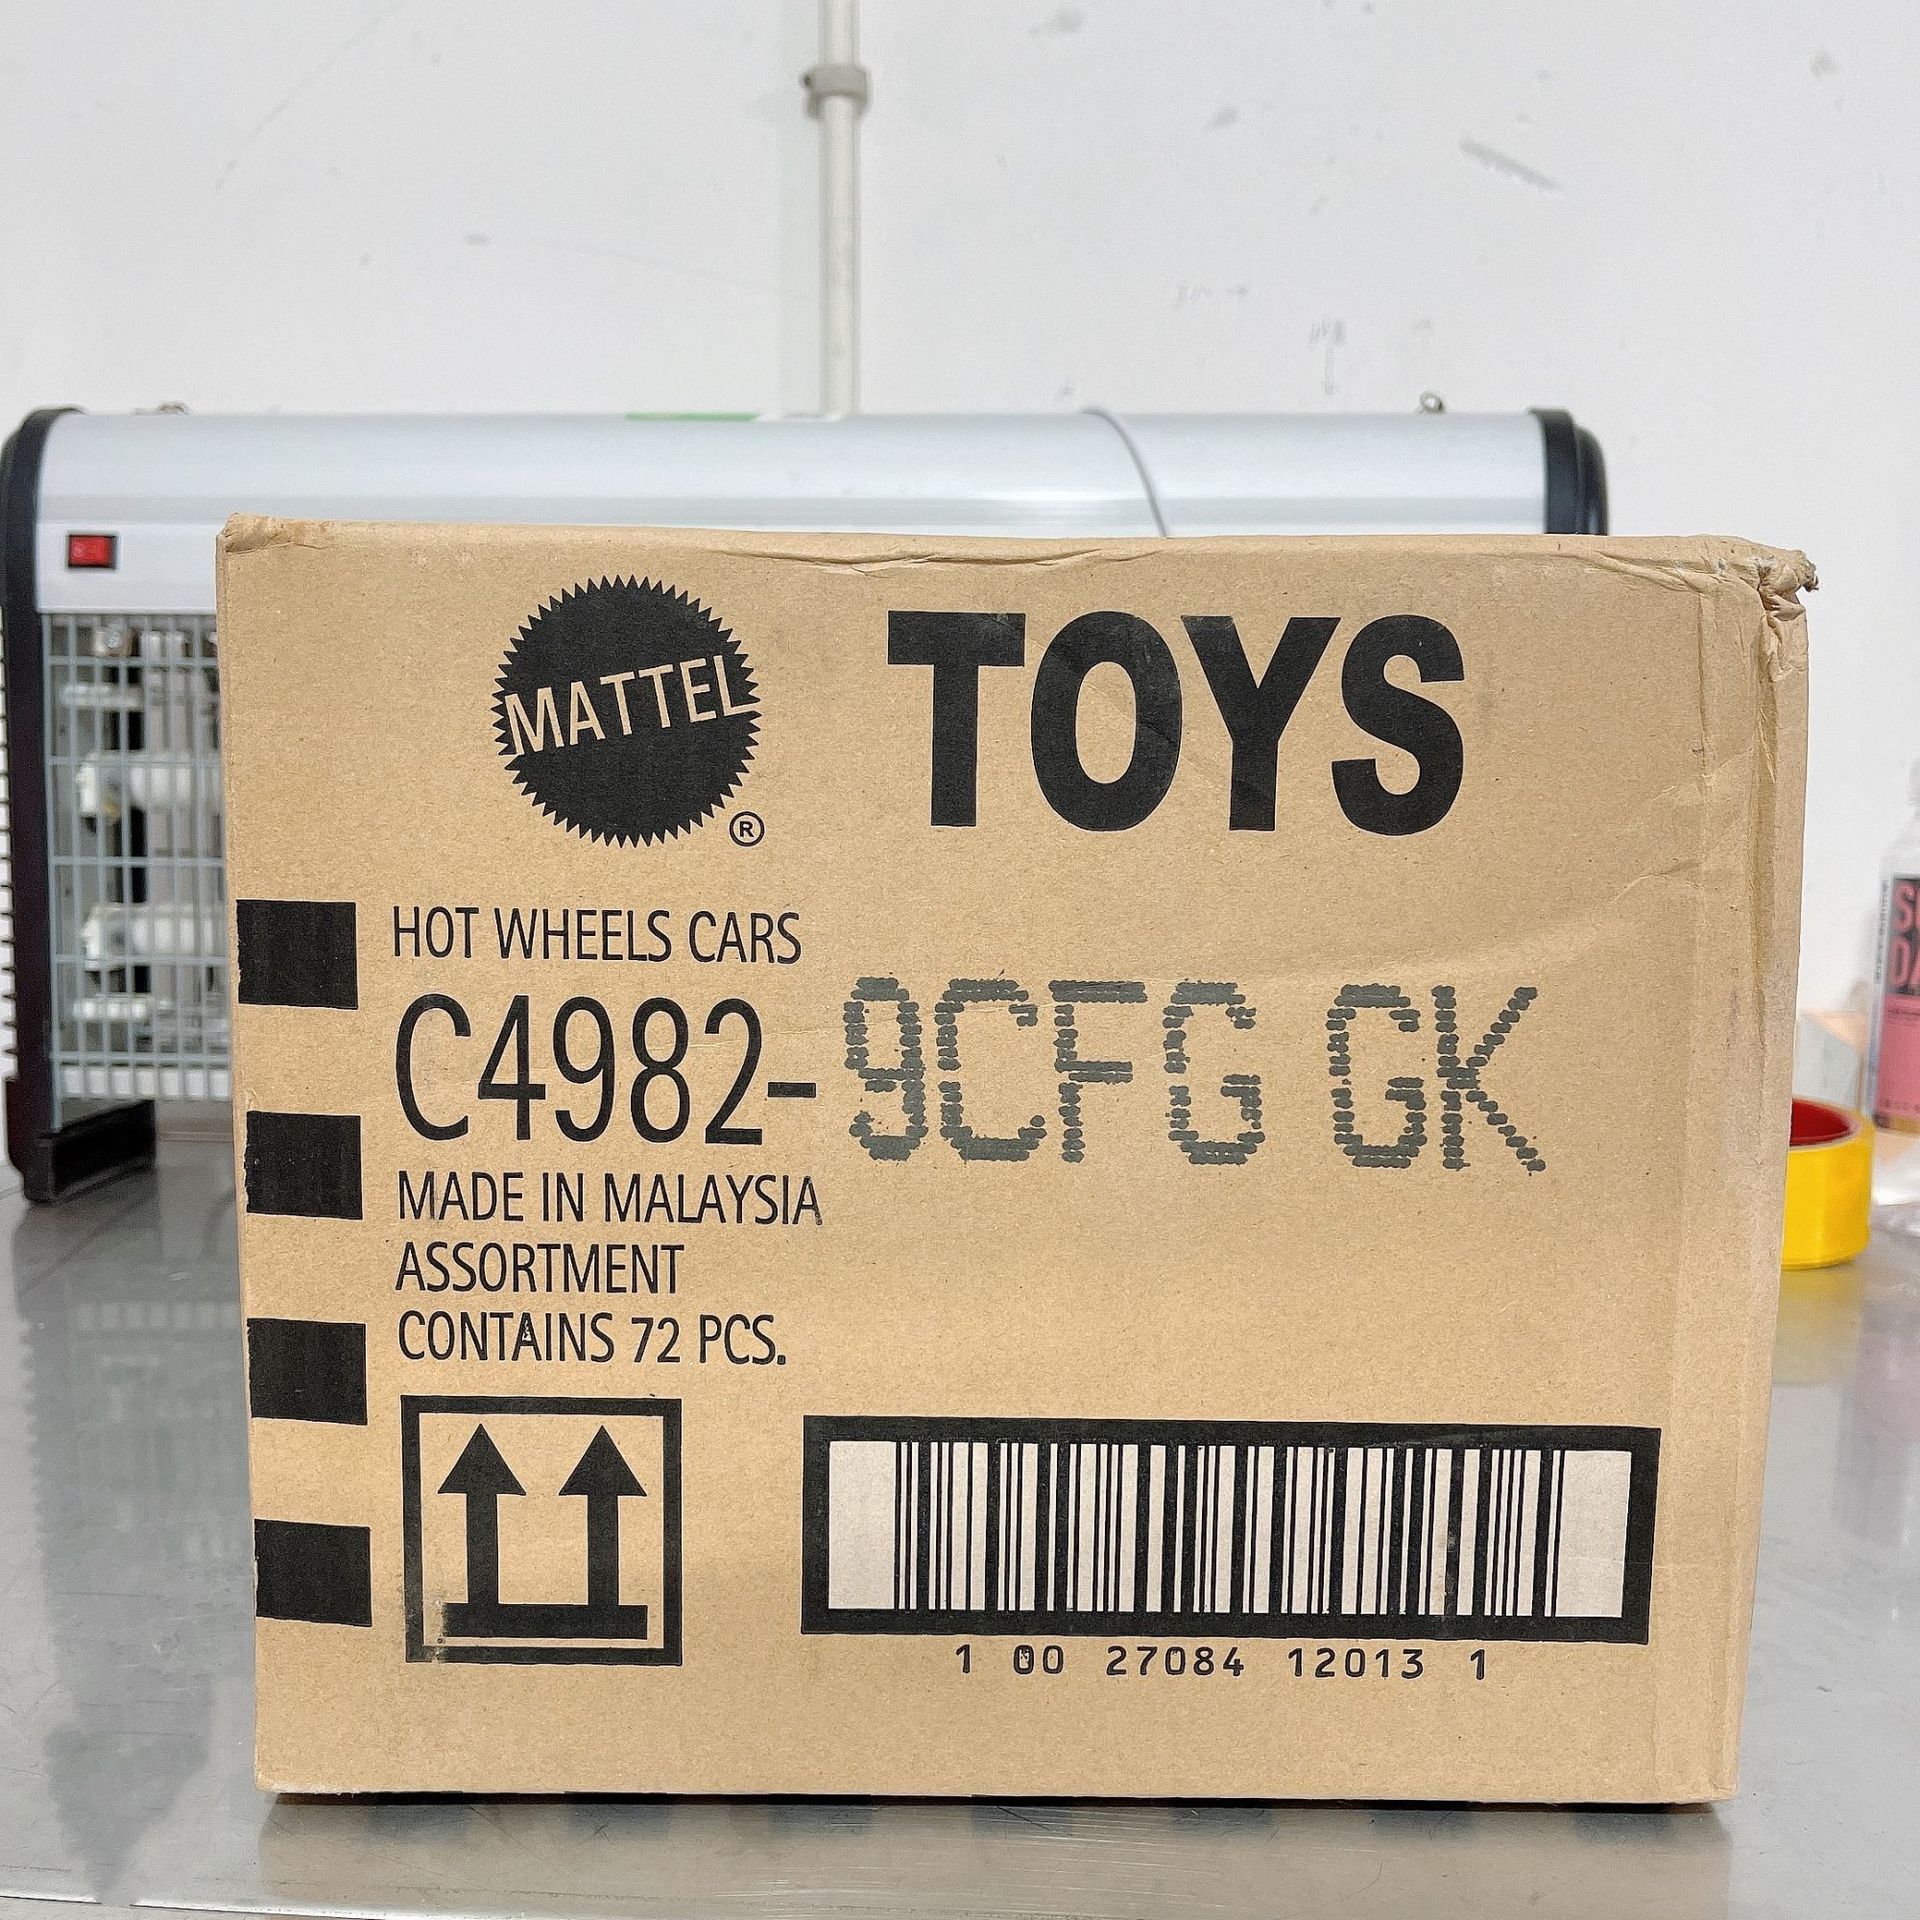 MATTEL
®
TOYS
HOT WHEELS CARS
C4982-9CFG GK
MADE IN MALAYSIA
ASSORTMENT
CONTAINS 72 PCS.
1 00 27084 12013 1